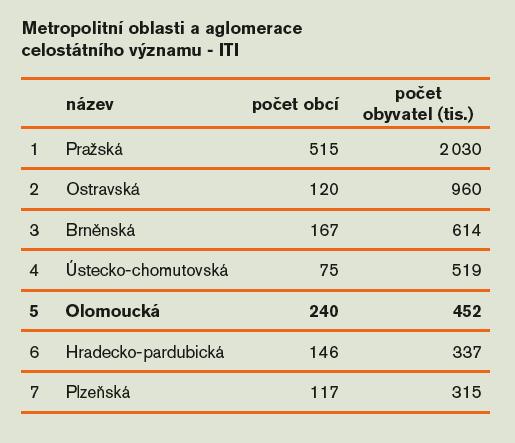 Metropolitní oblasti a aglomerace
celostátního významu - ITI
název počet obcí počet obyvatel (tis.)
1 Pražská 515 2 030
2 Ostravská 120 960
3 Brněnská 167 614
4 Ústecko-chomutovská 75 519
5 Olomoucká 240 452
6 Hradecko-pardubická 146 337
7 Plzeňská 117 315